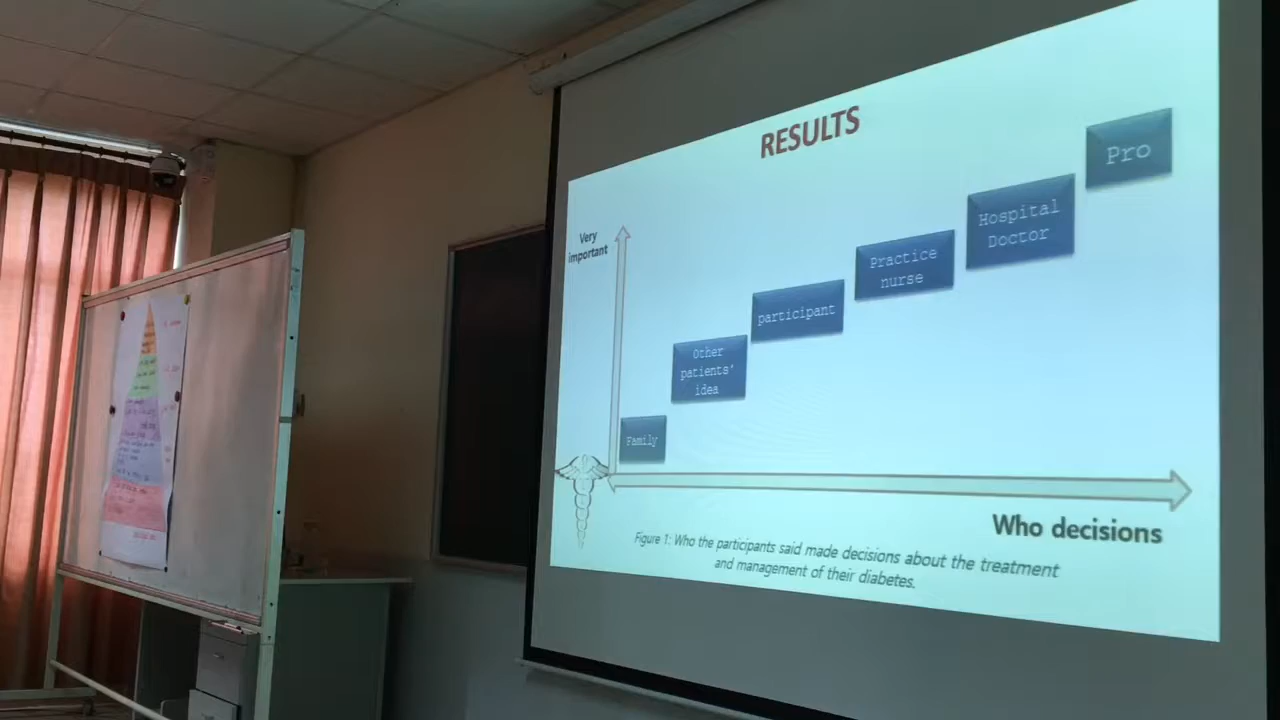 RESULTS
Very
important
Pro
Hospital
Doctor
Practice
nurse
participant
Other
patients'
idea
Family
Who decisions
Figure 1: Who the participants said made decisions about the treatment
and management of their diabetes.